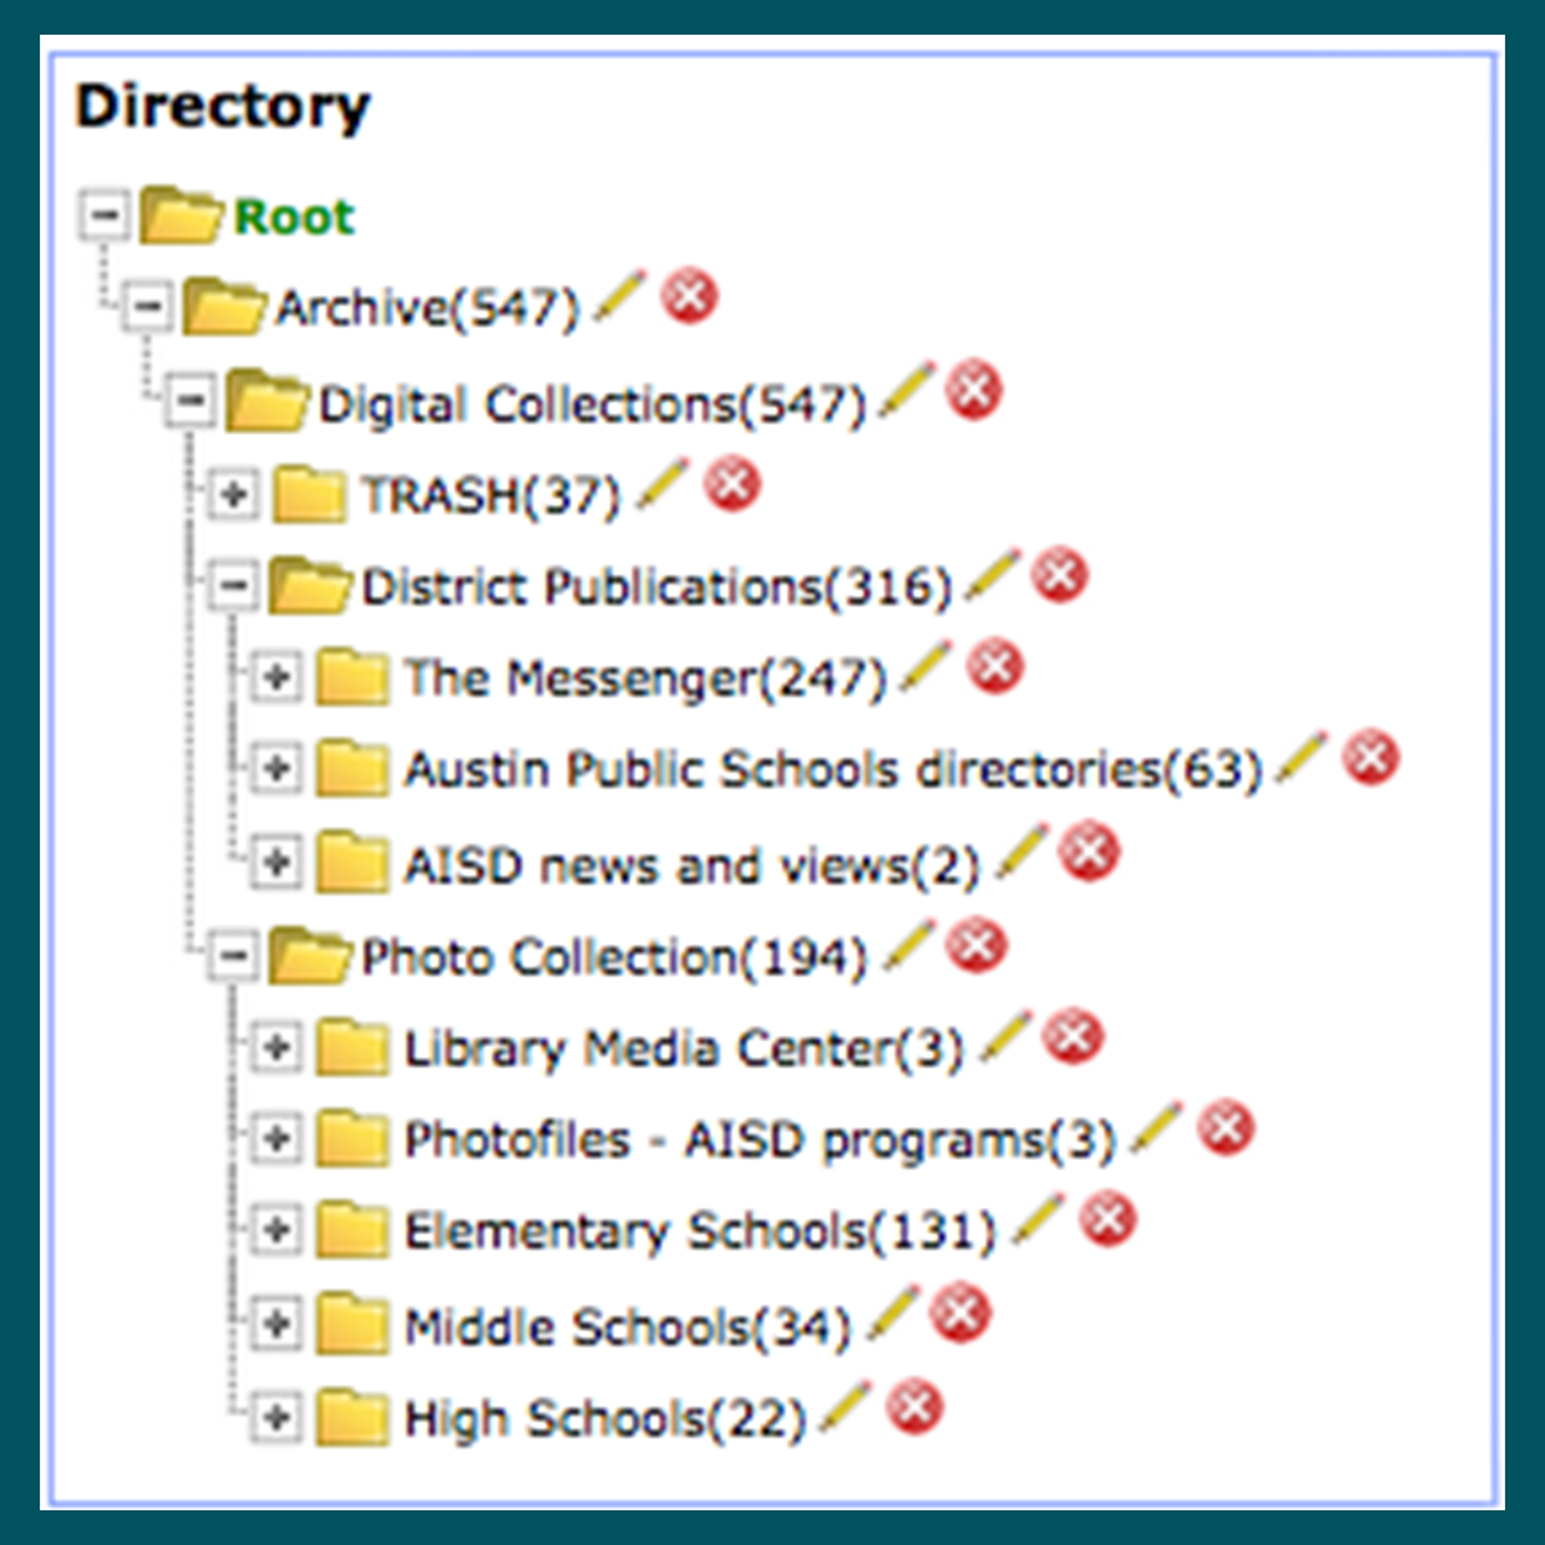 Directory
Root
Archive(547)
Digital Collections(547)
TRASH(37)
District Publications(316)
The Messenger(247)
Austin Public Schools directories(63)
AISD news and views(2)
Photo Collection(194)
Library Media Center(3)
Photofiles - AISD programs(3)
Elementary Schools(131)
Middle Schools(34)
High Schools(22)